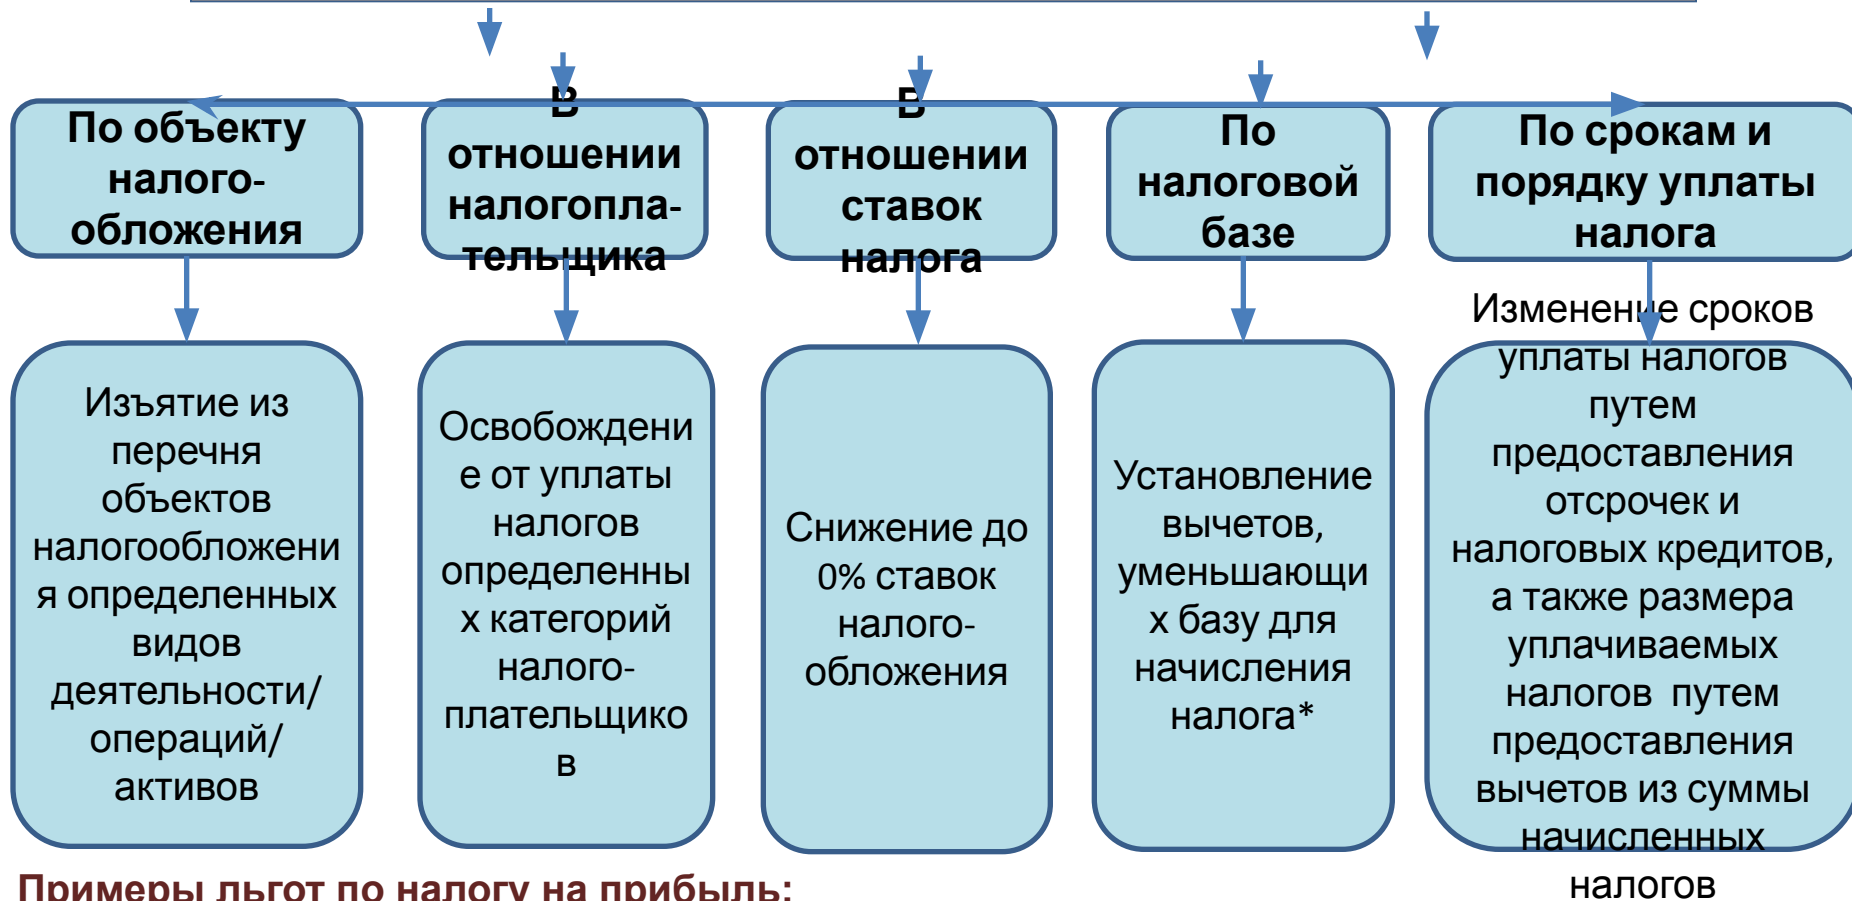 По объекту
налого-
обложения
В
отношении
налогопла-
тельщика
В
отношении
ставок
налога
По
налоговой
базе
По срокам и
порядку уплаты
налога
Изъятие из
перечня
объектов
налогообложени
я определенных
видов
деятельности/
операций/
активов
Освобождени
е от уплаты
налогов
определенны
х категорий
налого-
плательщико
в
Снижение до
0% ставок
налого-
обложения
Установление
вычетов,
уменьшающи
х базу для
начисления
налога*
Изменение сроков
уплаты налогов
путем
предоставления
отсрочек и
налоговых кредитов,
а также размера
уплачиваемых
налогов  путем
предоставления
вычетов из суммы
начисленных
налогов
Примеры льгот по налогу на прибыль: